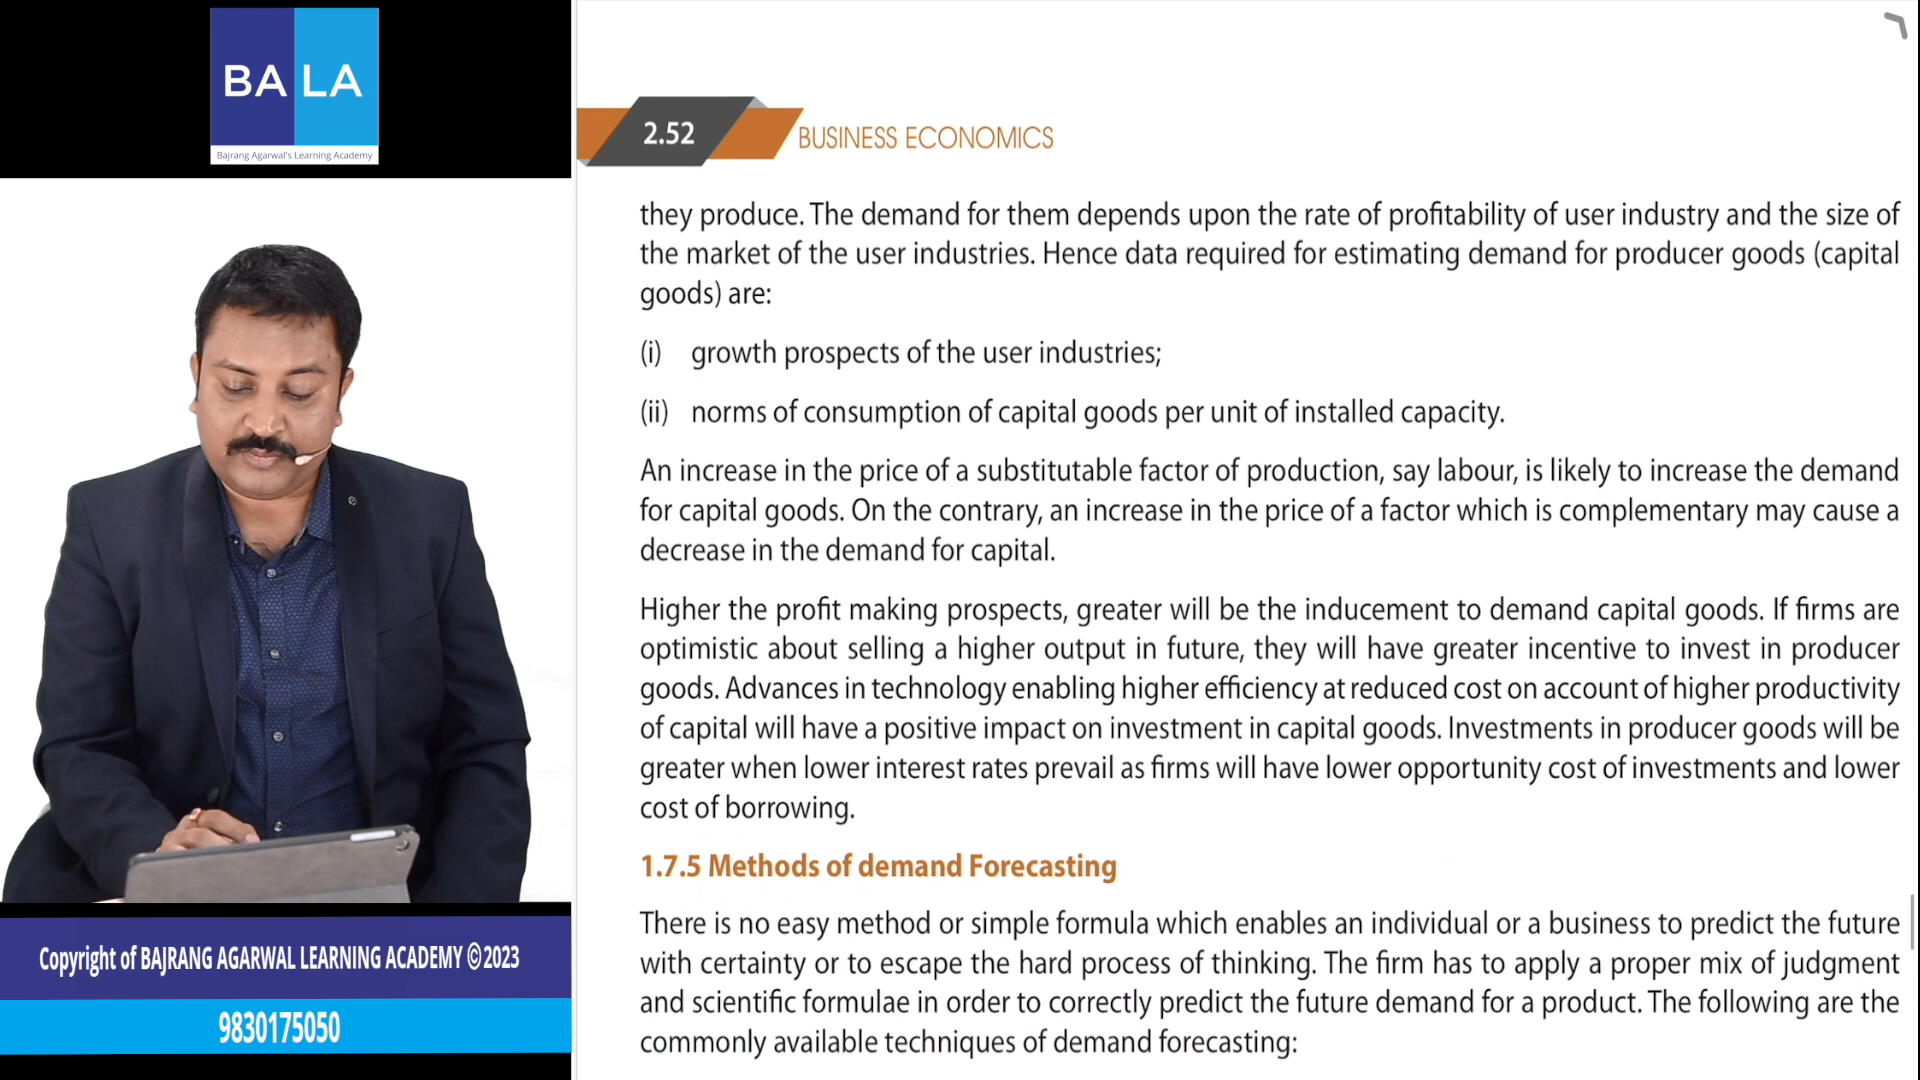 BA LA
Bajrang Agarwal's Learning Academy
2.52 BUSINESS ECONOMICS
they produce. The demand for them depends upon the rate of profitability of user industry and the size of
the market of the user industries. Hence data required for estimating demand for producer goods (capital
goods) are:
(i) growth prospects of the user industries;
(ii) norms of consumption of capital goods per unit of installed capacity.
An increase in the price of a substitutable factor of production, say labour, is likely to increase the demand
for capital goods. On the contrary, an increase in the price of a factor which is complementary may cause a
decrease in the demand for capital.
Higher the profit making prospects, greater will be the inducement to demand capital goods. If firms are
optimistic about selling a higher output in future, they will have greater incentive to invest in producer
goods. Advances in technology enabling higher efficiency at reduced cost on account of higher productivity
of capital will have a positive impact on investment in capital goods. Investments in producer goods will be
greater when lower interest rates prevail as firms will have lower opportunity cost of investments and lower
cost of borrowing.
1.7.5 Methods of demand Forecasting
There is no easy method or simple formula which enables an individual or a business to predict the future
with certainty or to escape the hard process of thinking. The firm has to apply a proper mix of judgment
and scientific formulae in order to correctly predict the future demand for a product. The following are the
commonly available techniques of demand forecasting:
Copyright of BAJRANG AGARWAL LEARNING ACADEMY ©2023
9830175050